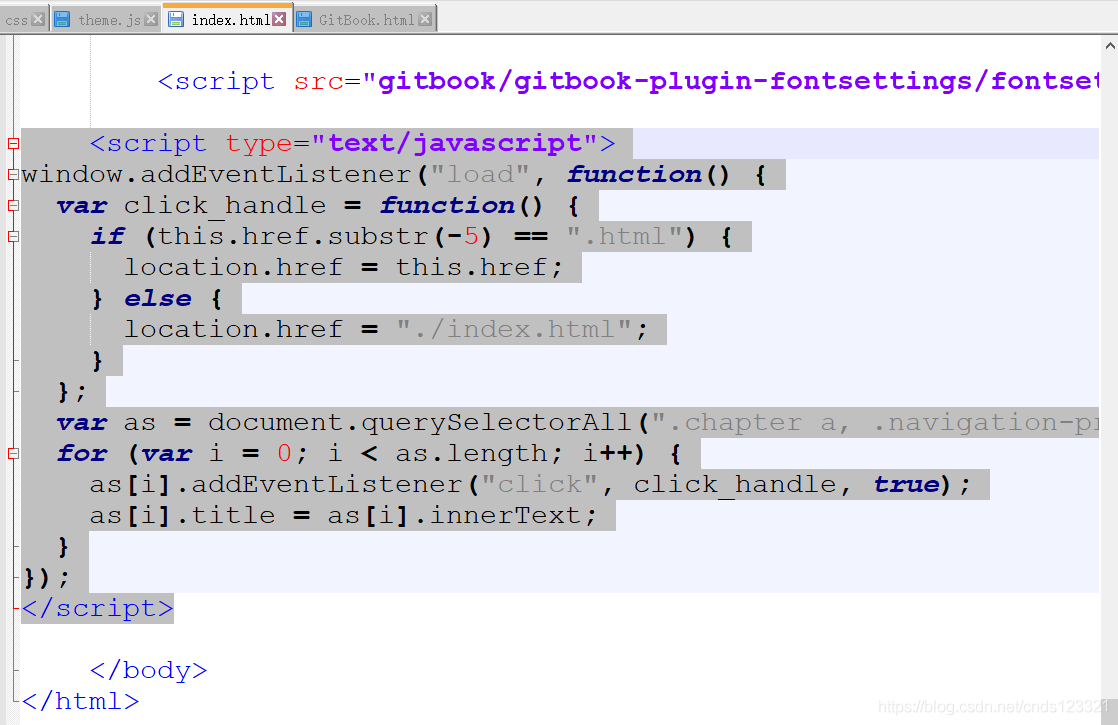 css theme.js index.html GitBook.html
<script src="gitbook/gitbook-plugin-fontsettings/fontset
<script type="text/javascript">
window.addEventListener("load", function() {
  var click_handle = function() {
    if (this.href.substr(-5) == ".html") {
      location.href = this.href;
    } else {
      location.href = "./index.html";
    }
  };
  var as = document.querySelectorAll(".chapter a, .navigation-pr
  for (var i = 0; i < as.length; i++) {
    as[i].addEventListener("click", click_handle, true);
    as[i].title = as[i].innerText;
  }
});
</script>
</body>
</html>
https://blog.csdn.net/cnds123321